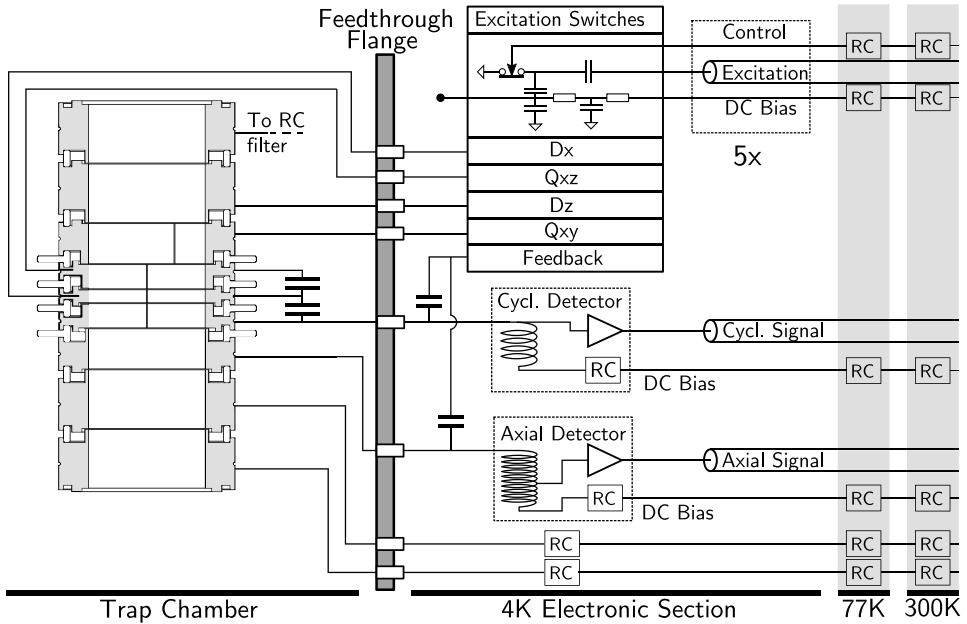 Feedthrough
Flange
Excitation Switches
Control
RC
RC
Excitation
DC Bias
RC
RC
5x
To RC
filter
Dx
Qxz
Dz
Qxy
Feedback
Cycl. Detector
Cycl. Signal
RC
DC Bias
RC
RC
Axial Detector
Axial Signal
RC
DC Bias
RC
RC
RC
RC
RC
RC
RC
RC
Trap Chamber
4K Electronic Section
77K
300K